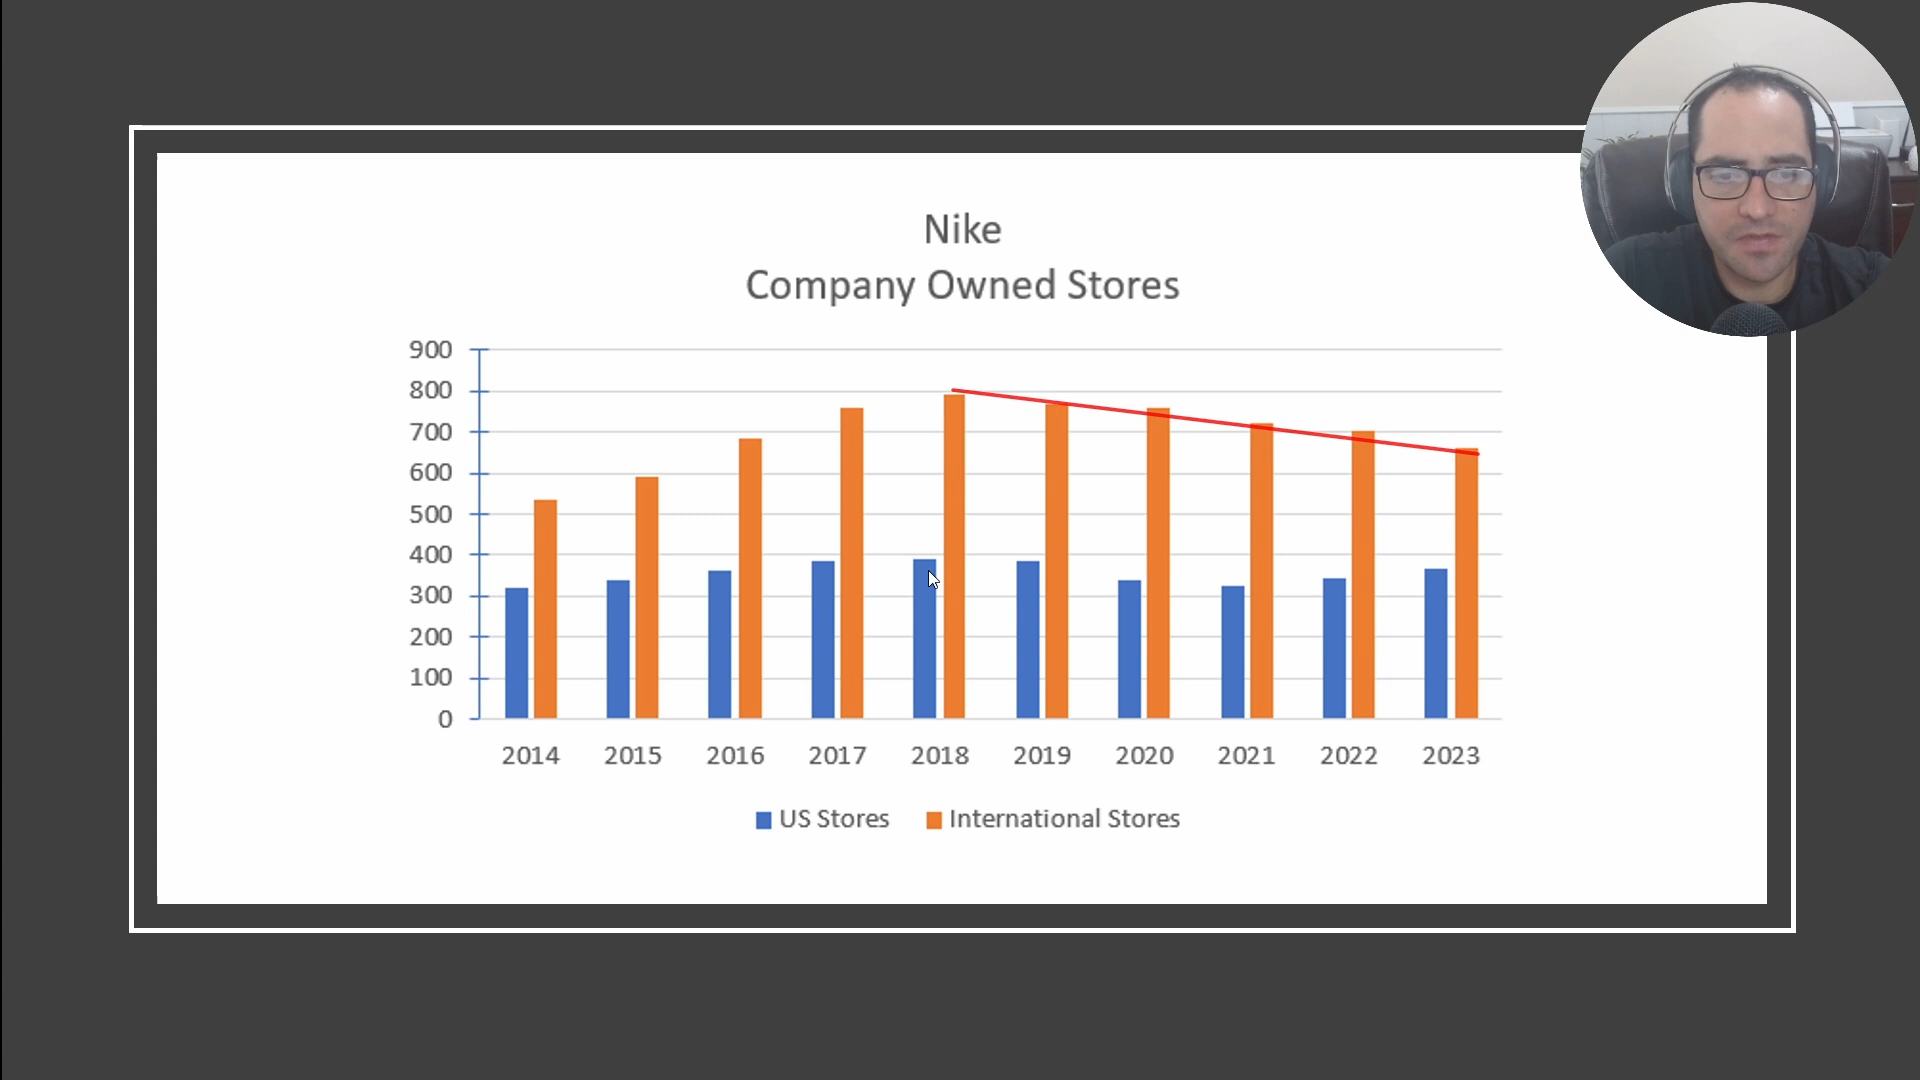 Nike
Company Owned Stores
900
800
700
600
500
400
300
200
100
0
2014 2015 2016 2017 2018 2019 2020 2021 2022 2023
US Stores International Stores